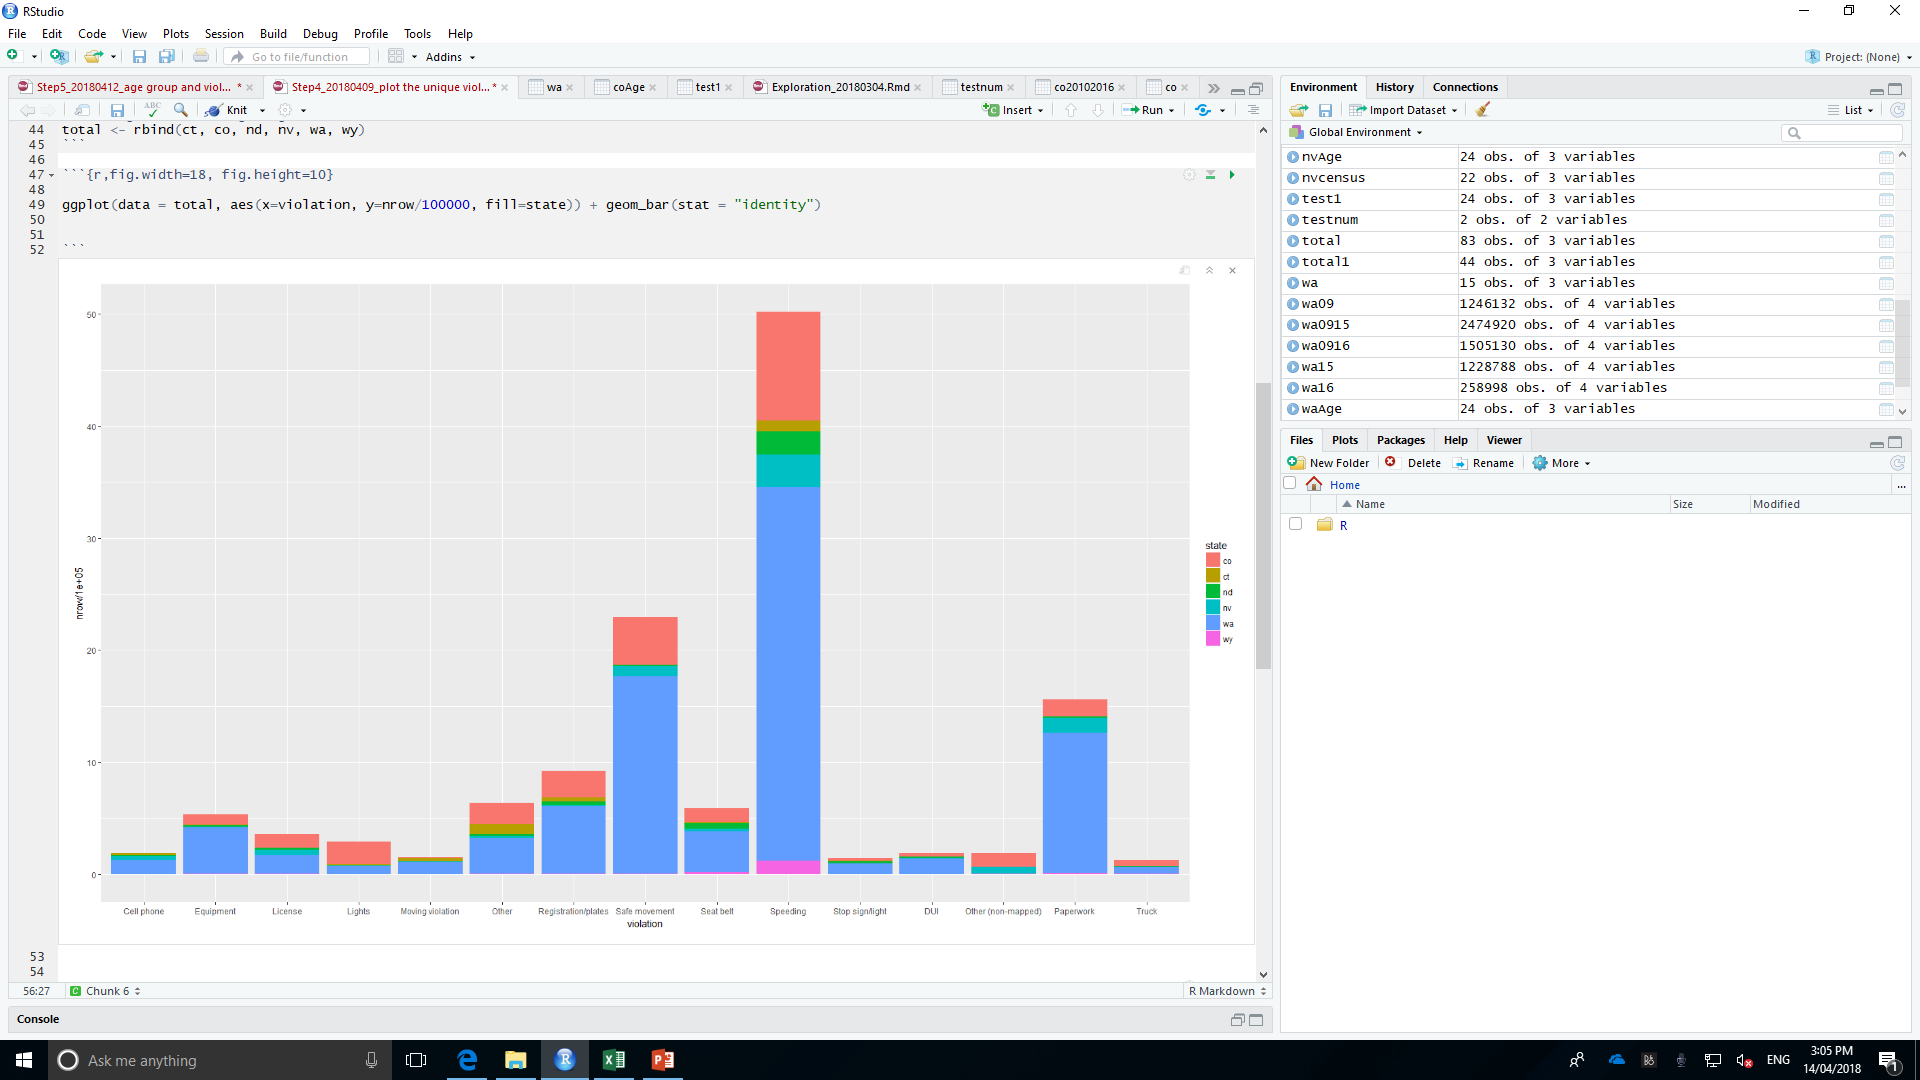 RStudio
File Edit Code View Plots Session Build Debug Profile Tools Help
Go to file/function Addins Project: (None)
Step5_20180412_age group and viol... * Step4_20180409_plot the unique viol... * wa coAge test1 Exploration_20180304.Rmd testnum co20102016 co
ABC Knit Insert Run
44 total <- rbind(ct, co, nd, nv, wa, wy)
45 ```
46
47 ```{r,fig.width=18, fig.height=10}
48
49 ggplot(data = total, aes(x=violation, y=nrow/100000, fill=state)) + geom_bar(stat = "identity")
50
51
52 ```
50
40
30
20
10
0
nrow/1e+05
state
co
ct
nd
nv
wa
wy
Cell phone Equipment License Lights Moving violation Other Registration/plates Safe movement Seat belt Speeding Stop sign/light DUI Other (non-mapped) Paperwork Truck
violation
53
54
56:27 C Chunk 6 R Markdown
Console
Environment History Connections
Import Dataset List
Global Environment
nvAge 24 obs. of 3 variables
nvcensus 22 obs. of 3 variables
test1 24 obs. of 3 variables
testnum 2 obs. of 2 variables
total 83 obs. of 3 variables
total1 44 obs. of 3 variables
wa 15 obs. of 3 variables
wa09 1246132 obs. of 4 variables
wa0915 2474920 obs. of 4 variables
wa0916 1505130 obs. of 4 variables
wa15 1228788 obs. of 4 variables
wa16 258998 obs. of 4 variables
waAge 24 obs. of 3 variables
Files Plots Packages Help Viewer
New Folder Delete Rename More
Home ...
Name Size Modified
R
Ask me anything ENG 3:05 PM
14/04/2018 1